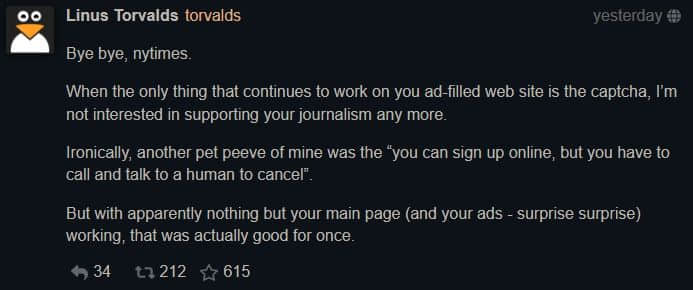 Linus Torvalds torvalds yesterday
Bye bye, nytimes.
When the only thing that continues to work on you ad-filled web site is the captcha, I'm
not interested in supporting your journalism any more.
Ironically, another pet peeve of mine was the “you can sign up online, but you have to
call and talk to a human to cancel”.
But with apparently nothing but your main page (and your ads - surprise surprise)
working, that was actually good for once.
34 212 615